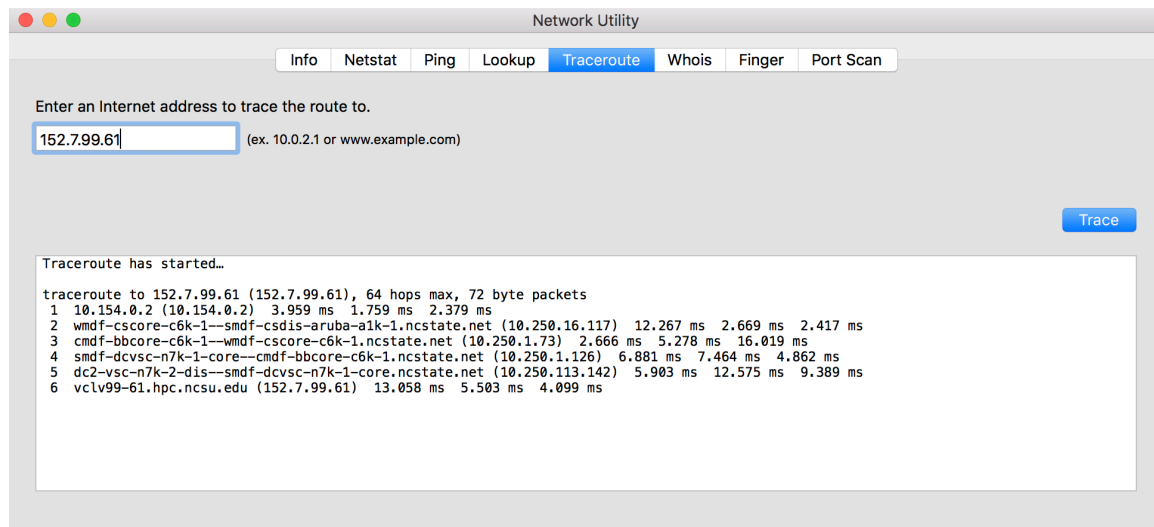 Network Utility
Info Netstat Ping Lookup Traceroute Whois Finger Port Scan
Enter an Internet address to trace the route to.
152.7.99.61 (ex. 10.0.2.1 or www.example.com)
Trace
Traceroute has started…
traceroute to 152.7.99.61 (152.7.99.61), 64 hops max, 72 byte packets
1 10.154.0.2 (10.154.0.2) 3.959 ms 1.759 ms 2.379 ms
2 wmdf-cscore-c6k-1--smdf-csdis-aruba-a1k-1.ncstate.net (10.250.16.117) 12.267 ms 2.669 ms 2.417 ms
3 cmdf-bbcore-c6k-1--wmdf-cscore-c6k-1.ncstate.net (10.250.1.73) 2.666 ms 5.278 ms 16.019 ms
4 smdf-dcvsc-n7k-1-core--cmdf-bbcore-c6k-1.ncstate.net (10.250.1.126) 6.881 ms 7.464 ms 4.862 ms
5 dc2-vsc-n7k-2-dis--smdf-dcvsc-n7k-1-core.ncstate.net (10.250.113.142) 5.903 ms 12.575 ms 9.389 ms
6 vclv99-61.hpc.ncsu.edu (152.7.99.61) 13.058 ms 5.503 ms 4.099 ms